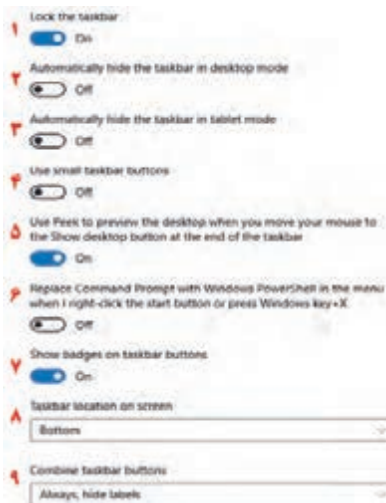 ۱ Lock the taskbar
On
۲ Automatically hide the taskbar in desktop mode
Off
۳ Automatically hide the taskbar in tablet mode
Off
۴ Use small taskbar buttons
Off
۵ Use Peek to preview the desktop when you move your mouse to
the Show desktop button at the end of the taskbar
On
۶ Replace Command Prompt with Windows PowerShell in the menu
when I right-click the start button or press Windows key+X
Off
۷ Show badges on taskbar buttons
On
۸ Taskbar location on screen
Bottom
۹ Combine taskbar buttons
Always, hide labels